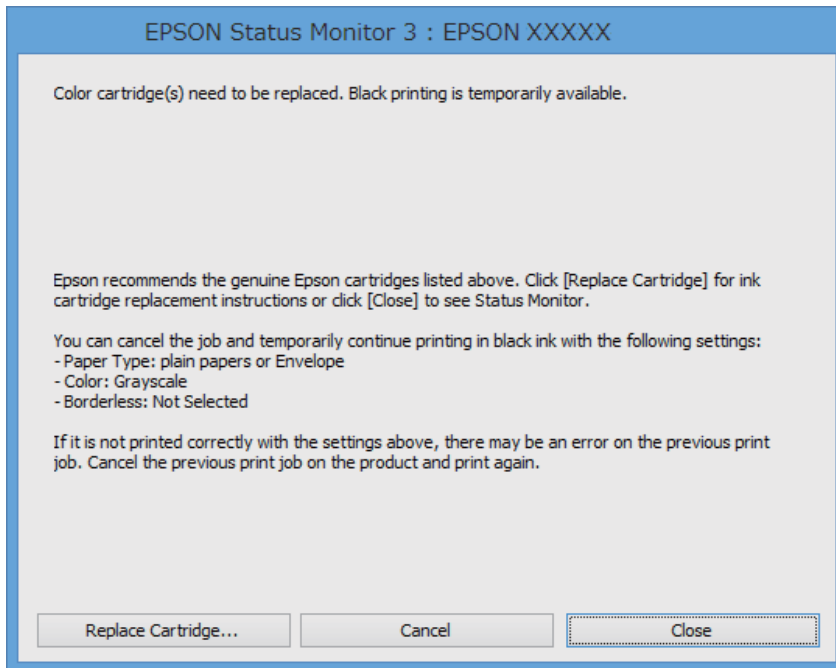 EPSON Status Monitor 3 : EPSON XXXXX
Color cartridge(s) need to be replaced. Black printing is temporarily available.
Epson recommends the genuine Epson cartridges listed above. Click [Replace Cartridge] for ink
cartridge replacement instructions or click [Close] to see Status Monitor.
You can cancel the job and temporarily continue printing in black ink with the following settings:
- Paper Type: plain papers or Envelope
- Color: Grayscale
- Borderless: Not Selected
If it is not printed correctly with the settings above, there may be an error on the previous print
job. Cancel the previous print job on the product and print again.
Replace Cartridge... Cancel Close